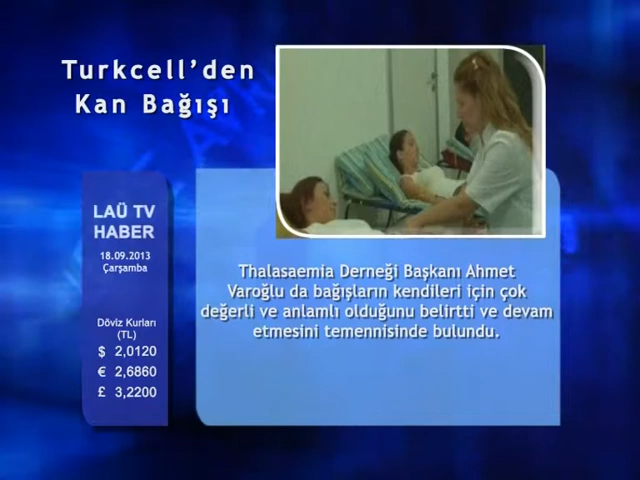 Turkcell’den
Kan Bağışı
LAÜ TV
HABER
18.09.2013
Çarşamba
Döviz Kurları
(TL)
$ 2,0120
€ 2,6860
£ 3,2200
Thalasaemia Derneği Başkanı Ahmet
Varoğlu da bağışların kendileri için çok
değerli ve anlamlı olduğunu belirtti ve devam
etmesini temennisinde bulundu.